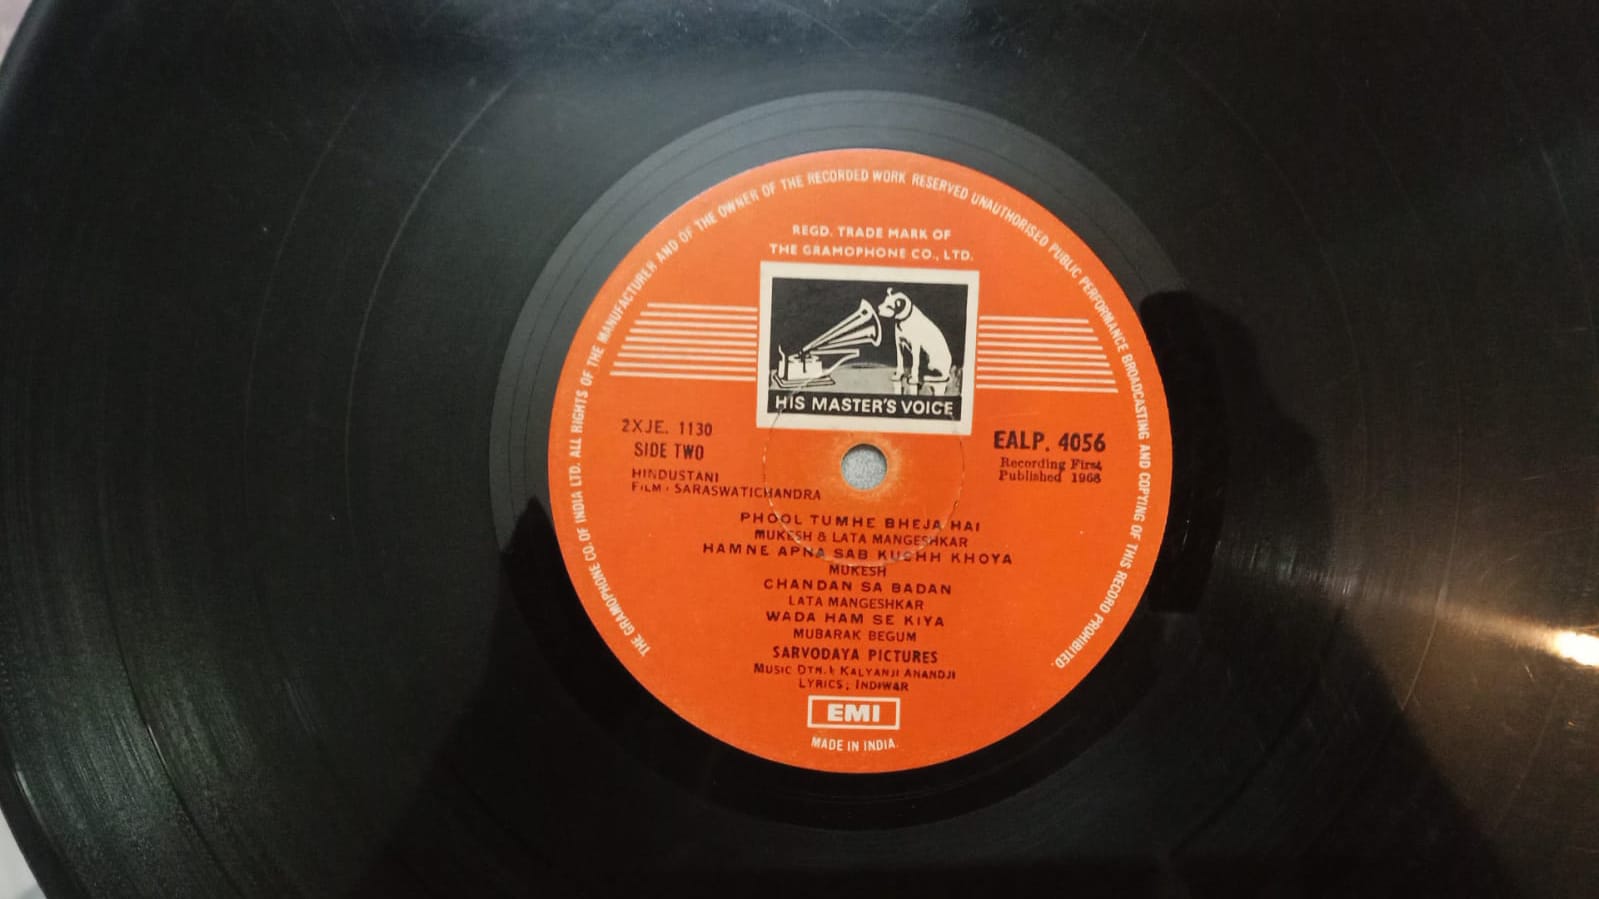 THE GRAMOPHONE CO. OF INDIA LTD. ALL RIGHTS OF THE MANUFACTURER AND OF THE OWNER OF THE RECORDED WORK RESERVED UNAUTHORISED PUBLIC PERFORMANCE BROADCASTING AND COPYING OF THIS RECORD PROHIBITED.
REGD. TRADE MARK OF
THE GRAMOPHONE CO., LTD.
HIS MASTER'S VOICE
2XJE. 1130
SIDE TWO
EALP. 4056
Recording First
Published 1968
HINDUSTANI
FILM : SARASWATICHANDRA
PHOOL TUMHE BHEJA HAI
MUKESH & LATA MANGESHKAR
HAMNE APNA SAB KUCHH KHOYA
MUKESH
CHANDAN SA BADAN
LATA MANGESHKAR
WADA HAM SE KIYA
MUBARAK BEGUM
SARVODAYA PICTURES
MUSIC DTN.: KALYANJI ANANDJI
LYRICS: INDIWAR
EMI
MADE IN INDIA.